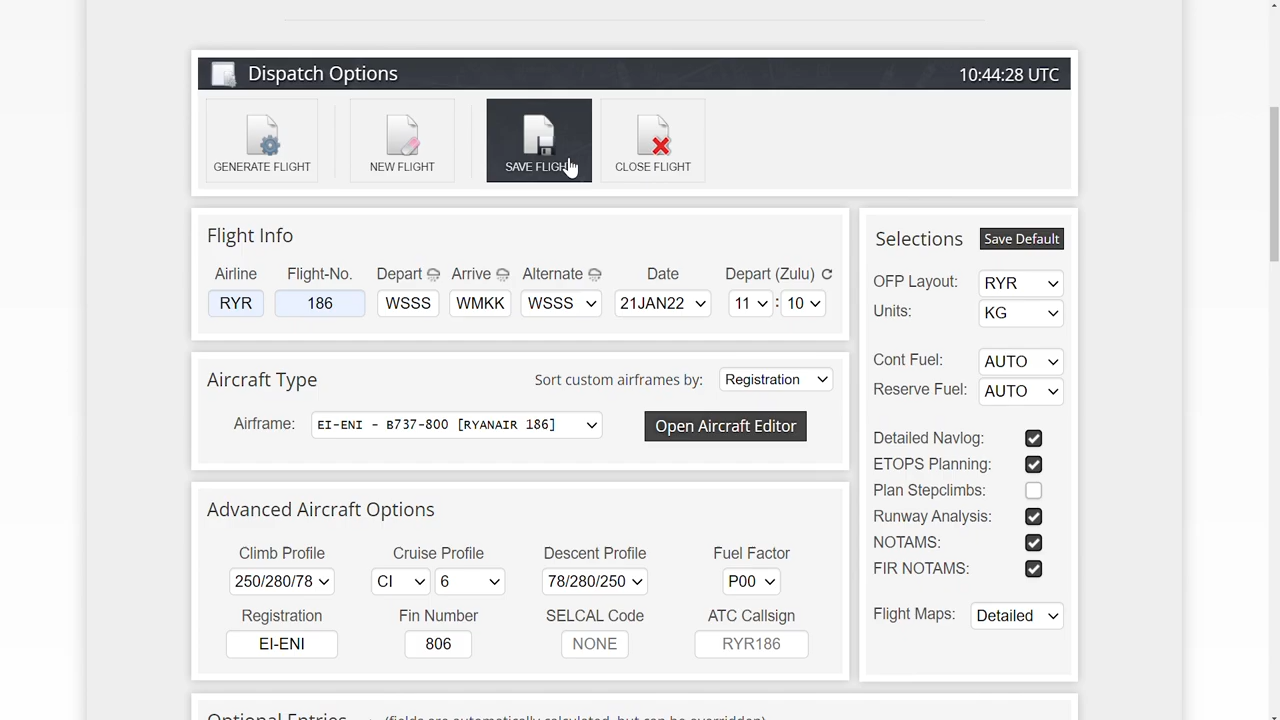 Dispatch Options 10:44:28 UTC
GENERATE FLIGHT NEW FLIGHT SAVE FLIGH CLOSE FLIGHT
Flight Info
Airline Flight-No. Depart Arrive Alternate Date Depart (Zulu)
RYR 186 WSSS WMKK WSSS 21JAN22 11 : 10
Aircraft Type Sort custom airframes by: Registration
Airframe: EI-ENI - B737-800 [RYANAIR 186] Open Aircraft Editor
Advanced Aircraft Options
Climb Profile Cruise Profile Descent Profile Fuel Factor
250/280/78 CI 6 78/280/250 P00
Registration Fin Number SELCAL Code ATC Callsign
EI-ENI 806 NONE RYR186
Selections Save Default
OFP Layout: RYR
Units: KG
Cont Fuel: AUTO
Reserve Fuel: AUTO
Detailed Navlog:
ETOPS Planning:
Plan Stepclimbs:
Runway Analysis:
NOTAMS:
FIR NOTAMS:
Flight Maps: Detailed
Optional Entries (fields are automatically calculated, but can be overridden)